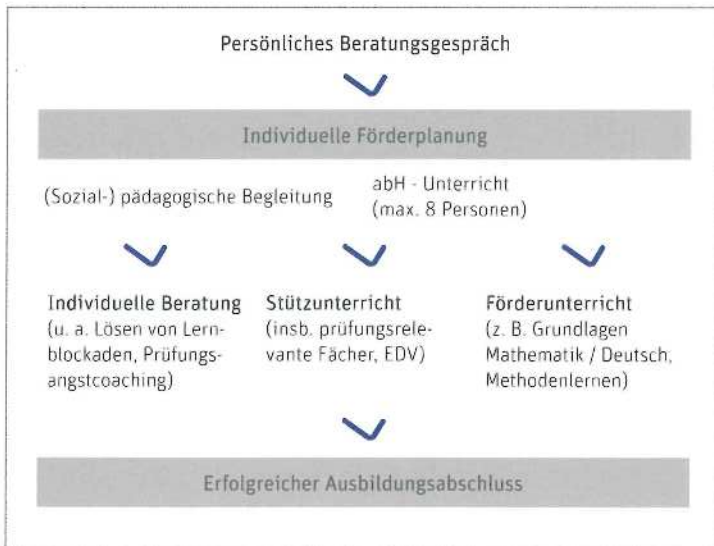 Persönliches Beratungsgespräch
Individuelle Förderplanung
(Sozial-) pädagogische Begleitung
abH - Unterricht
(max. 8 Personen)
Individuelle Beratung
(u. a. Lösen von Lern-
blockaden, Prüfungs-
angstcoaching)
Stützunterricht
(insb. prüfungsrele-
vante Fächer, EDV)
Förderunterricht
(z. B. Grundlagen
Mathematik / Deutsch,
Methodenlernen)
Erfolgreicher Ausbildungsabschluss